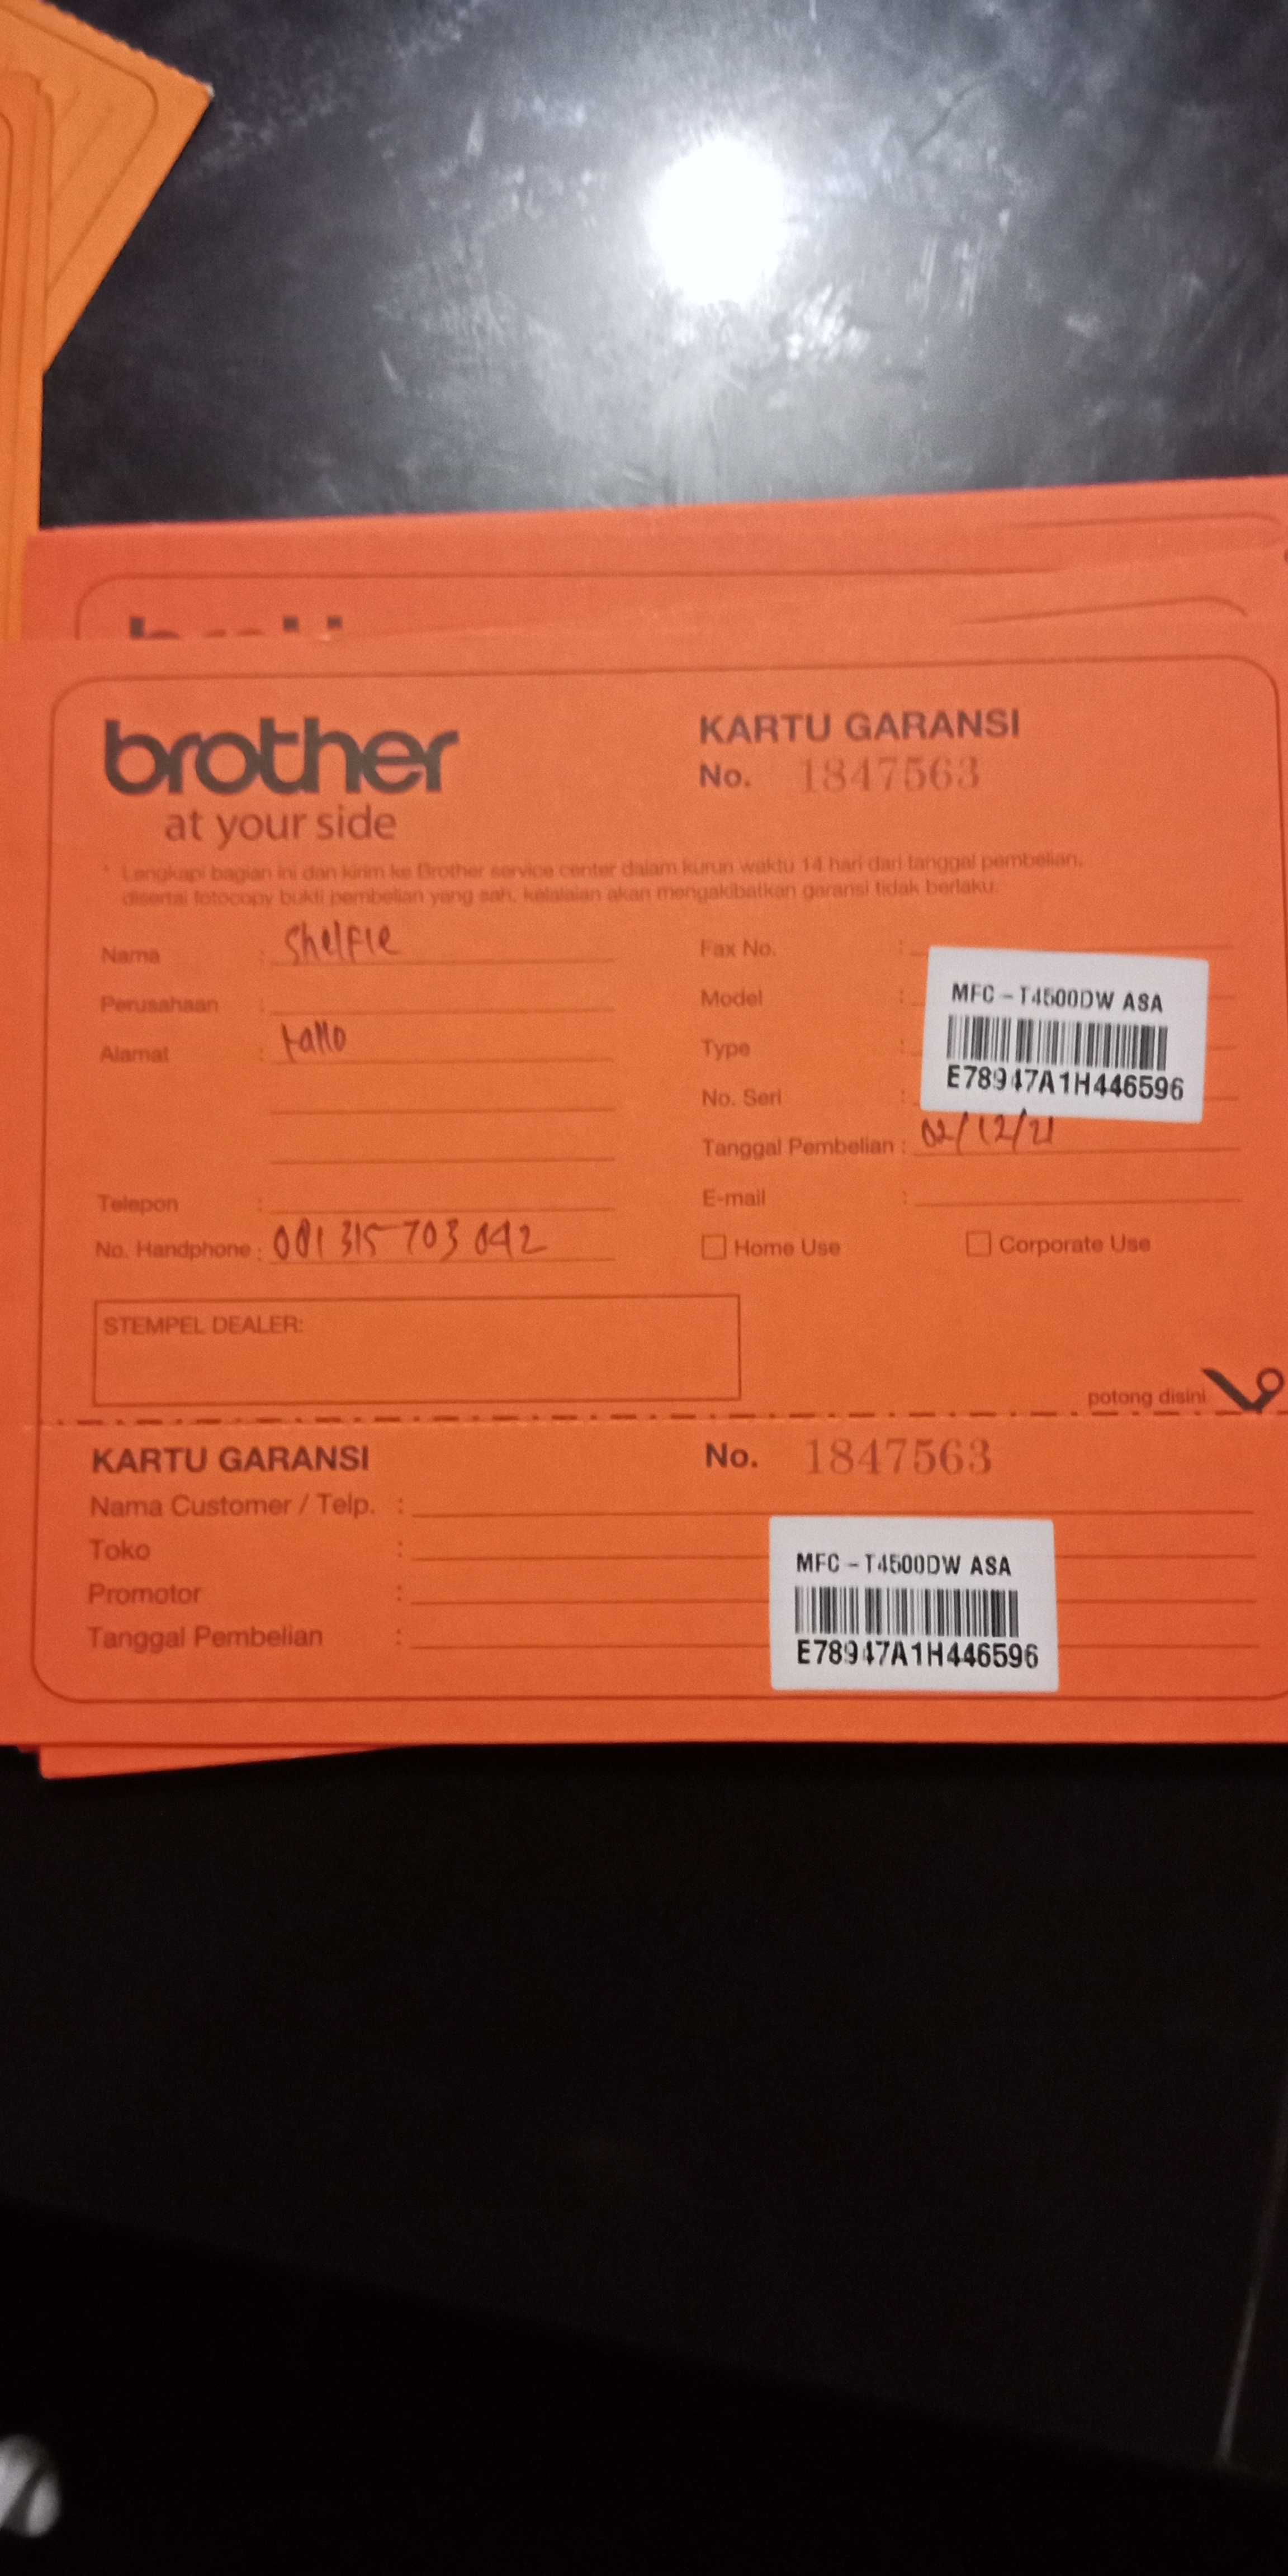 brother
at your side
KARTU GARANSI
No. 1847563
* Lengkapi bagian ini dan kirim ke Brother service center dalam kurun waktu 14 hari dari tanggal pembelian,
disertai fotocopy bukti pembelian yang sah, kelalaian akan mengakibatkan garansi tidak berlaku.
Nama : Shelfie
Perusahaan :
Alamat : tallo
Telepon :
No. Handphone : 081 315 703 042
Fax No. :
Model :
Type :
No. Seri :
MFC - T4500DW ASA
E78947A1H446596
Tanggal Pembelian : 02/12/21
E-mail :
Home Use
Corporate Use
STEMPEL DEALER:
potong disini
KARTU GARANSI
No. 1847563
Nama Customer / Telp. :
Toko :
Promotor :
Tanggal Pembelian :
MFC - T4500DW ASA
E78947A1H446596